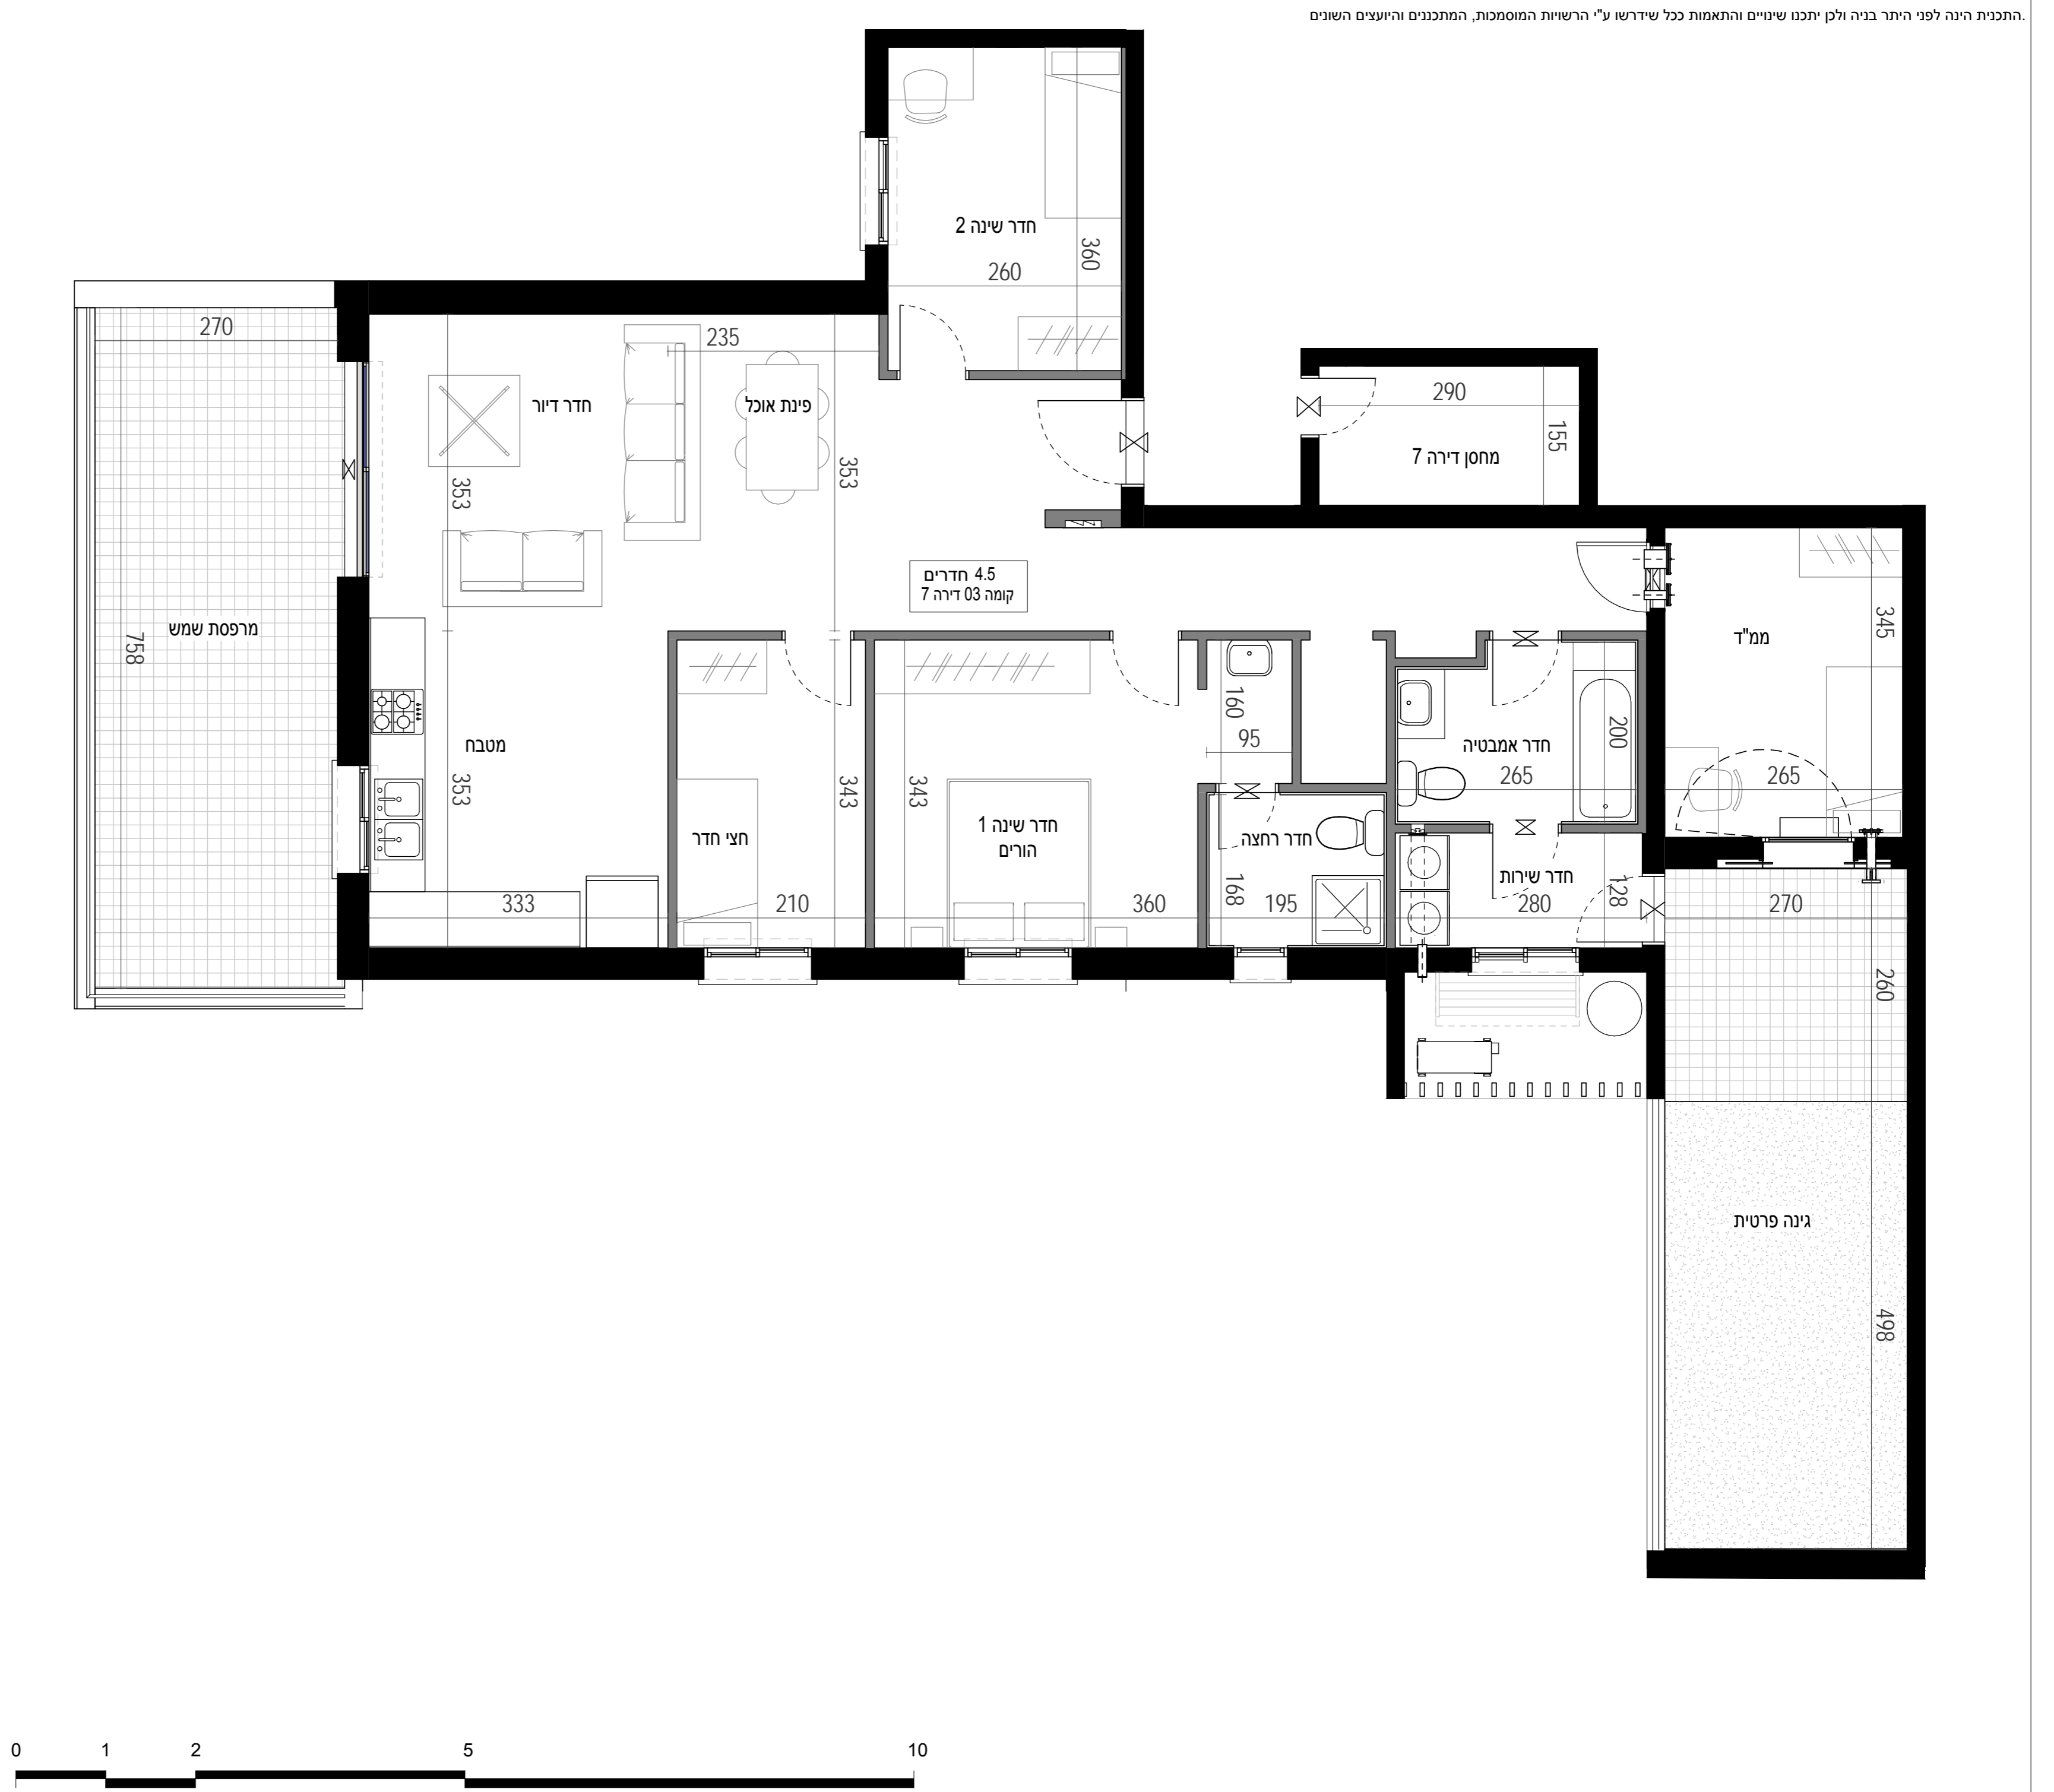 התכנית הינה לפני היתר בניה ולכן יתכנו שינויים והתאמות ככל שידרשו ע"י הרשויות המוסמכות, המתכננים והיועצים השונים.
חדר שינה 2
360
260
270
235
חדר דיור
פינת אוכל
353
353
290
155
מחסן דירה 7
4.5 חדרים
קומה 03 דירה 7
מרפסת שמש
758
ממ"ד
345
265
מטבח
353
333
חצי חדר
343
210
חדר שינה 1
הורים
343
360
160
95
חדר רחצה
168
195
חדר אמבטיה
200
265
חדר שירות
128
280
270
260
גינה פרטית
498
0 1 2 5 10